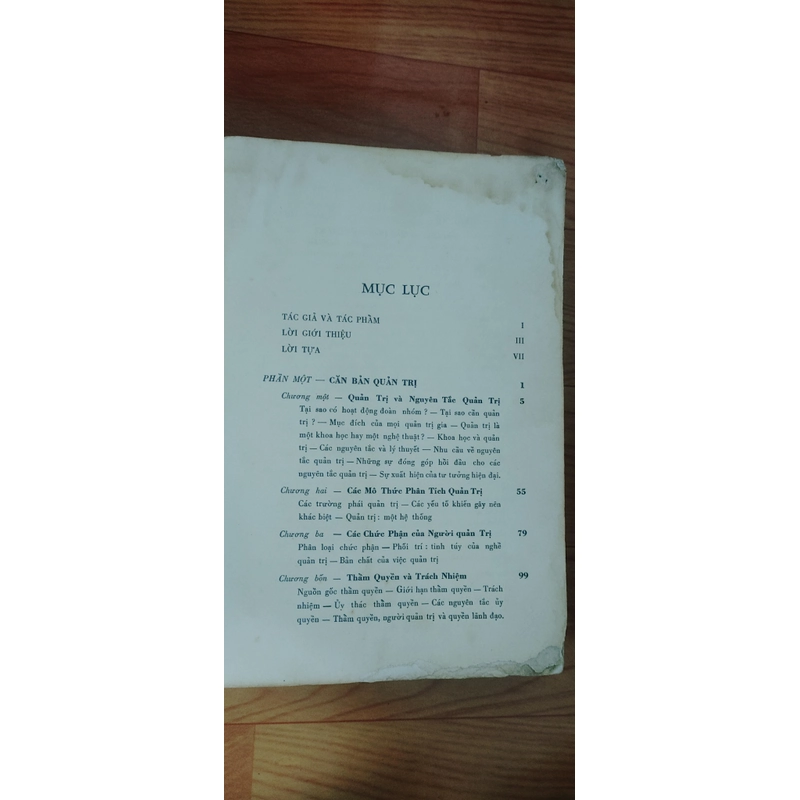 MỤC LỤC
TÁC GIẢ VÀ TÁC PHẨM I
LỜI GIỚI THIỆU III
LỜI TỰA VII
PHẦN MỘT — CĂN BẢN QUẢN TRỊ 1
Chương một — Quản Trị và Nguyên Tắc Quản Trị 5
Tại sao có hoạt động đoàn nhóm ? — Tại sao cần quản
trị ? — Mục đích của mọi quản trị gia — Quản trị là
một khoa học hay một nghệ thuật ? — Khoa học và quản
trị — Các nguyên tắc và lý thuyết — Nhu cầu về nguyên
tắc quản trị — Những sự đóng góp hồi đầu cho các
nguyên tắc quản trị — Sự xuất hiện của tư tưởng hiện đại.
Chương hai — Các Mô Thức Phân Tích Quản Trị 55
Các trường phái quản trị — Các yếu tố khiến gây nên
khác biệt — Quản trị : một hệ thống
Chương ba — Các Chức Phận của Người quản Trị 79
Phân loại chức phận — Phối trí : tinh túy của nghề
quản trị — Bản chất của việc quản trị
Chương bốn — Thẩm Quyền và Trách Nhiệm 99
Nguồn gốc thẩm quyền — Giới hạn thẩm quyền — Trách
nhiệm — Ủy thác thẩm quyền — Các nguyên tắc ủy
quyền — Thẩm quyền, người quản trị và quyền lãnh đạo.